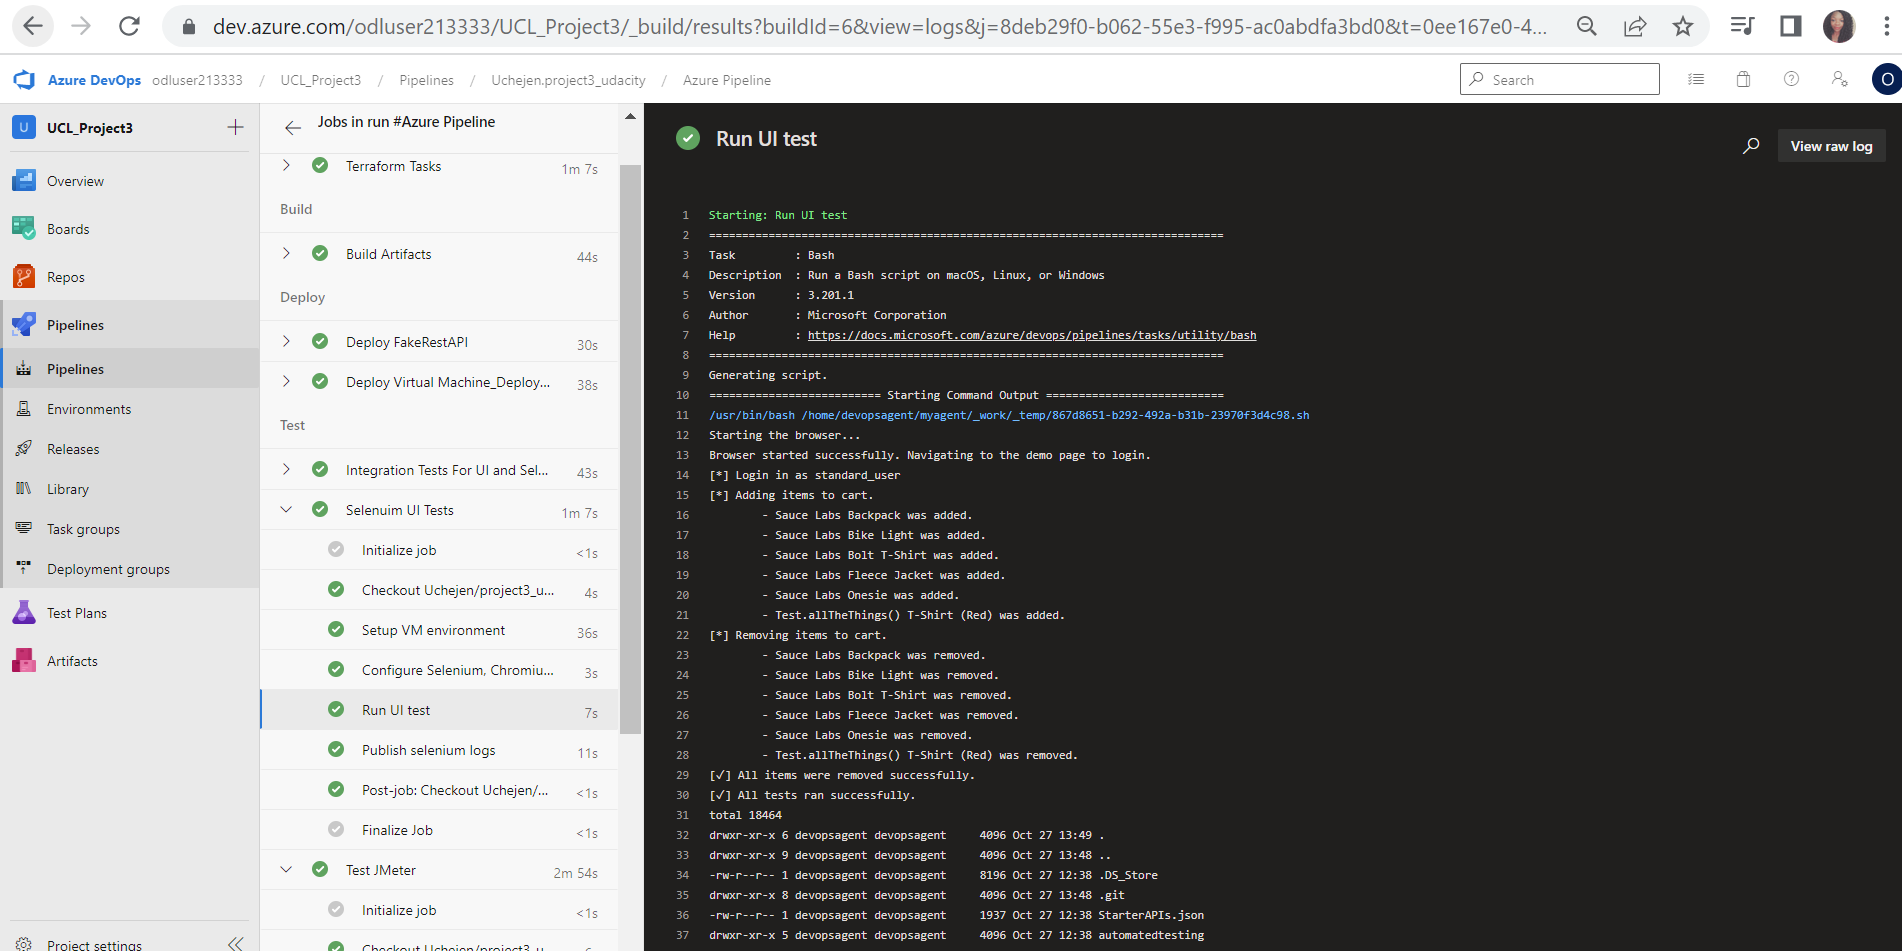 dev.azure.com/odluser213333/UCL_Project3/_build/results?buildId=6&view=logs&j=8deb29f0-b062-55e3-f995-ac0abdfa3bd0&t=0ee167e0-4...
Azure DevOps odluser213333 / UCL_Project3 / Pipelines / Uchejen.project3_udacity / Azure Pipeline
Search
O
U UCL_Project3
Overview
Boards
Repos
Pipelines
Pipelines
Environments
Releases
Library
Task groups
Deployment groups
Test Plans
Artifacts
Project settings
Jobs in run #Azure Pipeline
Terraform Tasks 1m 7s
Build
Build Artifacts 44s
Deploy
Deploy FakeRestAPI 30s
Deploy Virtual Machine_Deploy... 38s
Test
Integration Tests For UI and Sel... 43s
Selenuim UI Tests 1m 7s
Initialize job <1s
Checkout Uchejen/project3_u... 4s
Setup VM environment 36s
Configure Selenium, Chromiu... 3s
Run UI test 7s
Publish selenium logs 11s
Post-job: Checkout Uchejen/... <1s
Finalize Job <1s
Test JMeter 2m 54s
Initialize job <1s
Checkout Uchejen/project3_u...
Run UI test
View raw log
1 Starting: Run UI test
2 ==============================================================================
3 Task : Bash
4 Description : Run a Bash script on macOS, Linux, or Windows
5 Version : 3.201.1
6 Author : Microsoft Corporation
7 Help : https://docs.microsoft.com/azure/devops/pipelines/tasks/utility/bash
8 ==============================================================================
9 Generating script.
10 ========================== Starting Command Output ===========================
11 /usr/bin/bash /home/devopsagent/myagent/_work/_temp/867d8651-b292-492a-b31b-23970f3d4c98.sh
12 Starting the browser...
13 Browser started successfully. Navigating to the demo page to login.
14 [*] Login in as standard_user
15 [*] Adding items to cart.
16 - Sauce Labs Backpack was added.
17 - Sauce Labs Bike Light was added.
18 - Sauce Labs Bolt T-Shirt was added.
19 - Sauce Labs Fleece Jacket was added.
20 - Sauce Labs Onesie was added.
21 - Test.allTheThings() T-Shirt (Red) was added.
22 [*] Removing items to cart.
23 - Sauce Labs Backpack was removed.
24 - Sauce Labs Bike Light was removed.
25 - Sauce Labs Bolt T-Shirt was removed.
26 - Sauce Labs Fleece Jacket was removed.
27 - Sauce Labs Onesie was removed.
28 - Test.allTheThings() T-Shirt (Red) was removed.
29 [✓] All items were removed successfully.
30 [✓] All tests ran successfully.
31 total 18464
32 drwxr-xr-x 6 devopsagent devopsagent 4096 Oct 27 13:49 .
33 drwxr-xr-x 9 devopsagent devopsagent 4096 Oct 27 13:48 ..
34 -rw-r--r-- 1 devopsagent devopsagent 8196 Oct 27 12:38 .DS_Store
35 drwxr-xr-x 8 devopsagent devopsagent 4096 Oct 27 13:48 .git
36 -rw-r--r-- 1 devopsagent devopsagent 1937 Oct 27 12:38 StarterAPIs.json
37 drwxr-xr-x 5 devopsagent devopsagent 4096 Oct 27 12:38 automatedtesting